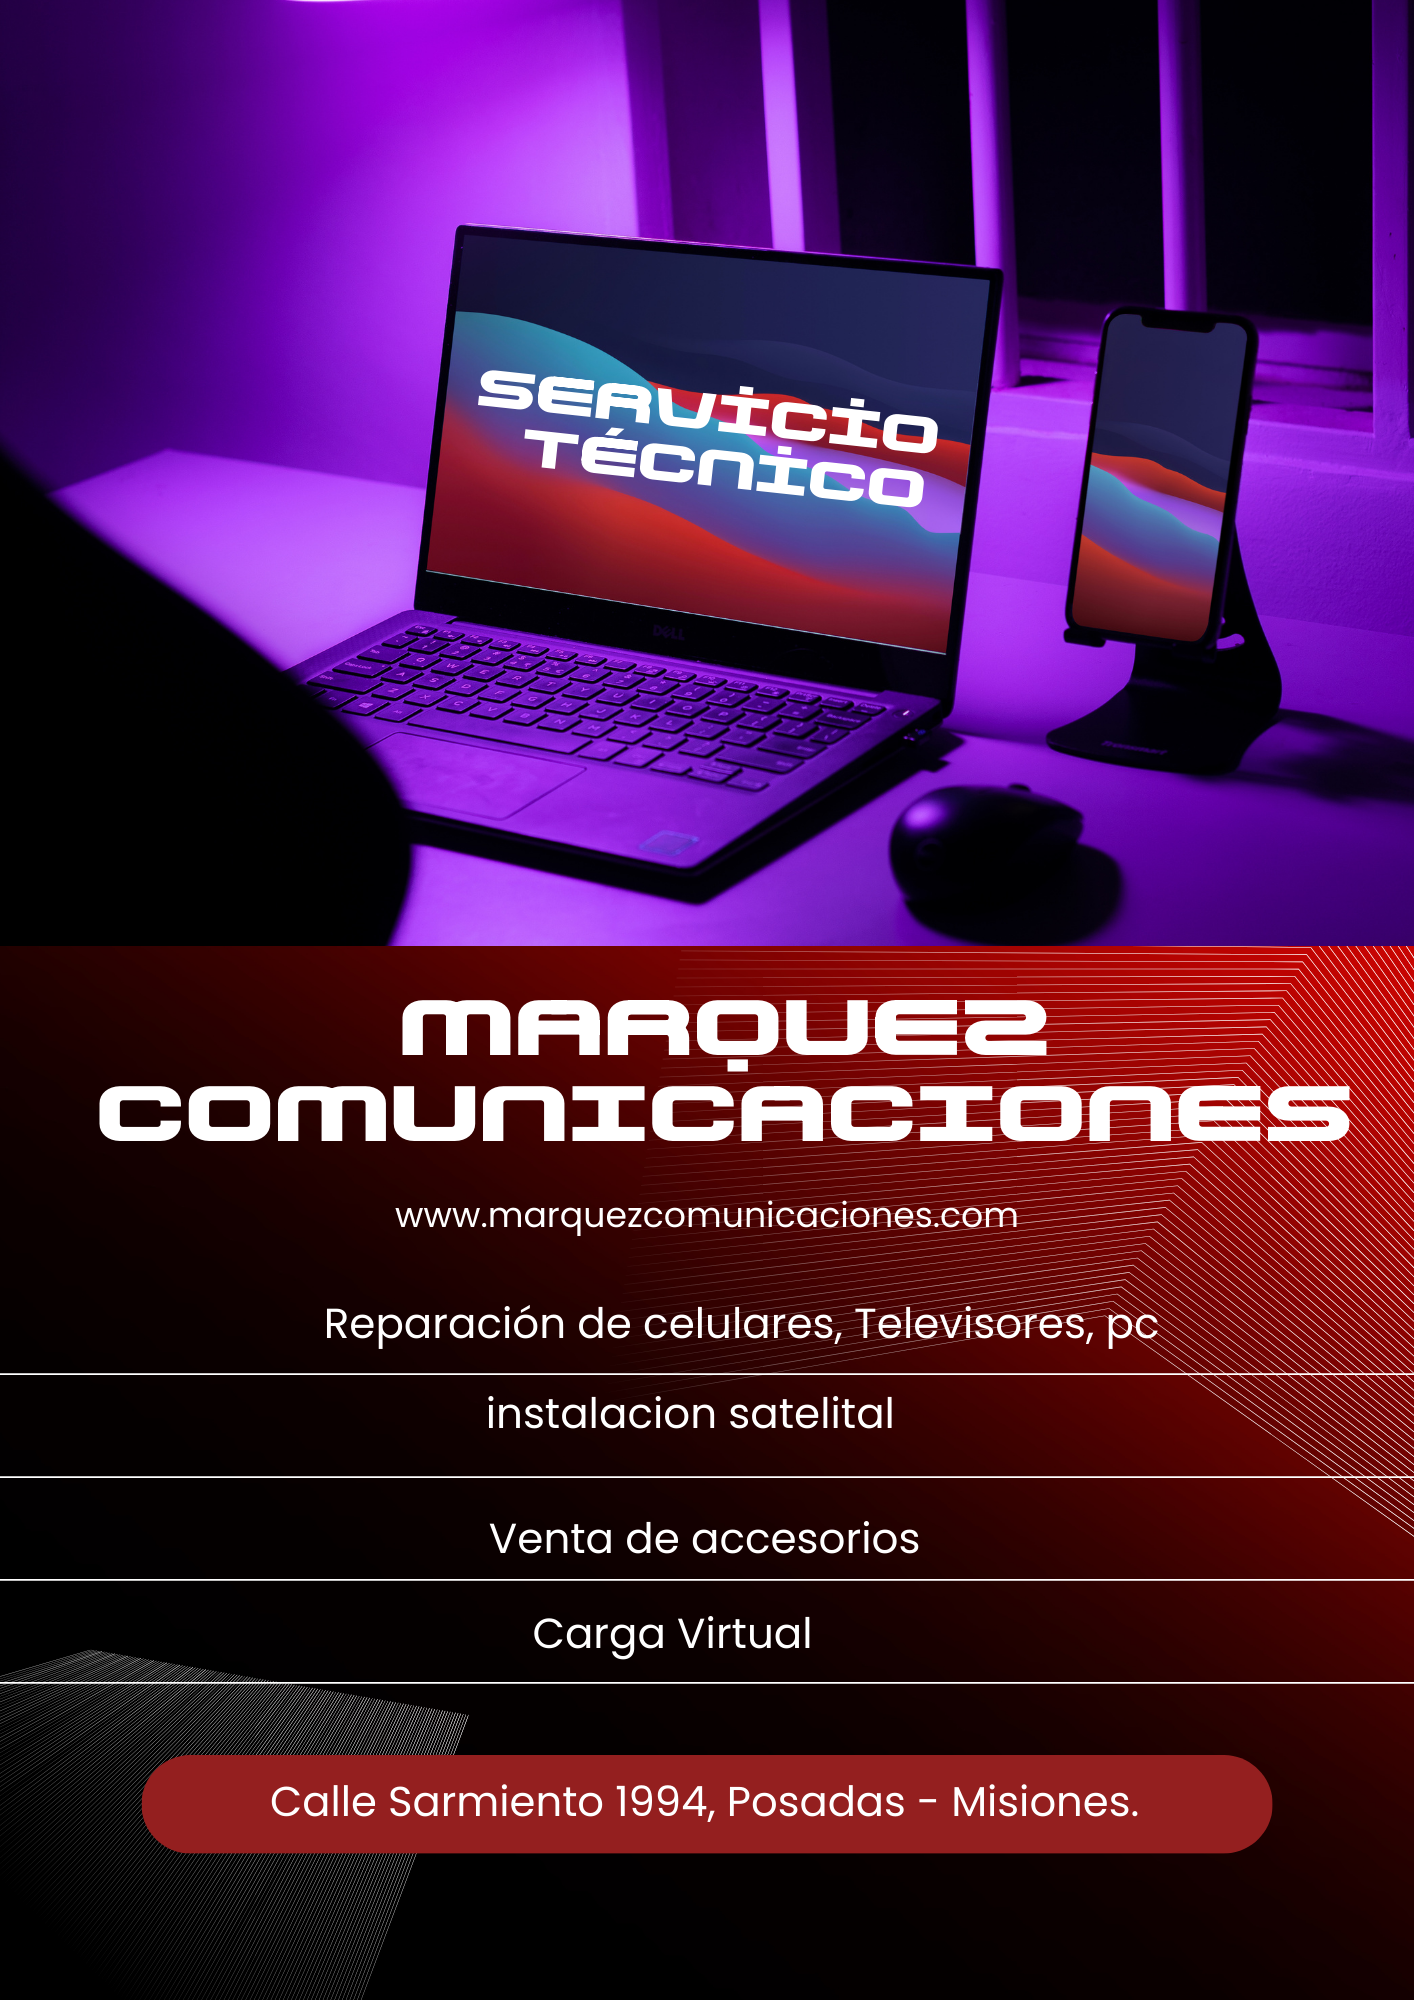 SERVICIO
TÉCNICO
DELL
MARQUEZ
COMUNICACIONES
www.marquezcomunicaciones.com
Reparación de celulares, Televisores, pc
instalacion satelital
Venta de accesorios
Carga Virtual
Calle Sarmiento 1994, Posadas - Misiones.